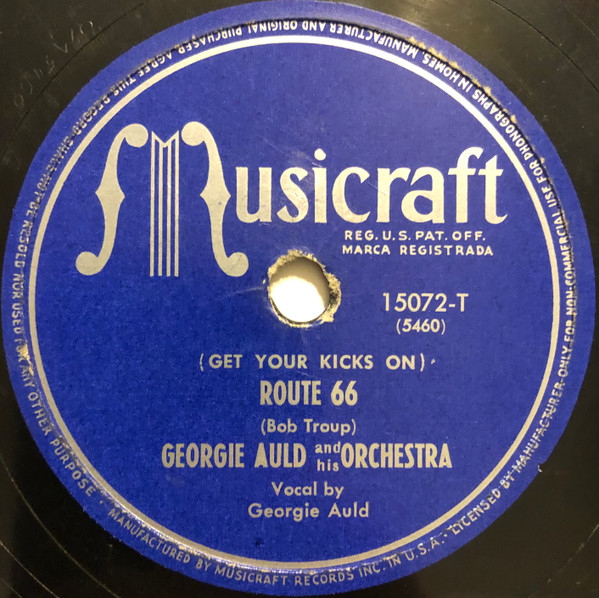 Musicraft
REG. U.S. PAT. OFF.
MARCA REGISTRADA
15072-T
(5460)
(GET YOUR KICKS ON)
ROUTE 66
(Bob Troup)
GEORGIE AULD and his ORCHESTRA
Vocal by
Georgie Auld
MANUFACTURED BY MUSICRAFT RECORDS INC. IN U.S.A. - LICENSED BY MANUFACTURER ONLY FOR NON-COMMERCIAL USE FOR PHONOGRAPHS IN HOMES. MANUFACTURER AND ORIGINAL PURCHASER AGREE THIS RECORD SHALL NOT BE RESOLD NOR USED FOR ANY OTHER PURPOSE -